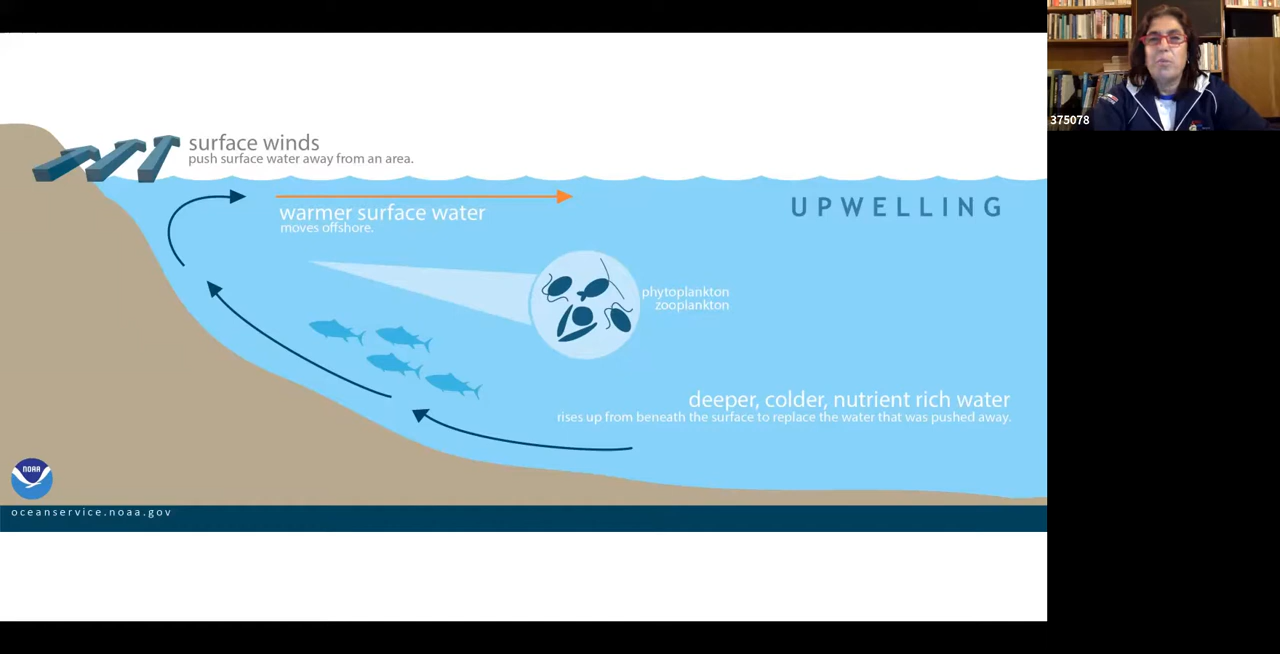 375078
surface winds
push surface water away from an area.
UPWELLING
warmer surface water
moves offshore.
phytoplankton
zooplankton
deeper, colder, nutrient rich water
rises up from beneath the surface to replace the water that was pushed away.
NOAA
oceanservice.noaa.gov